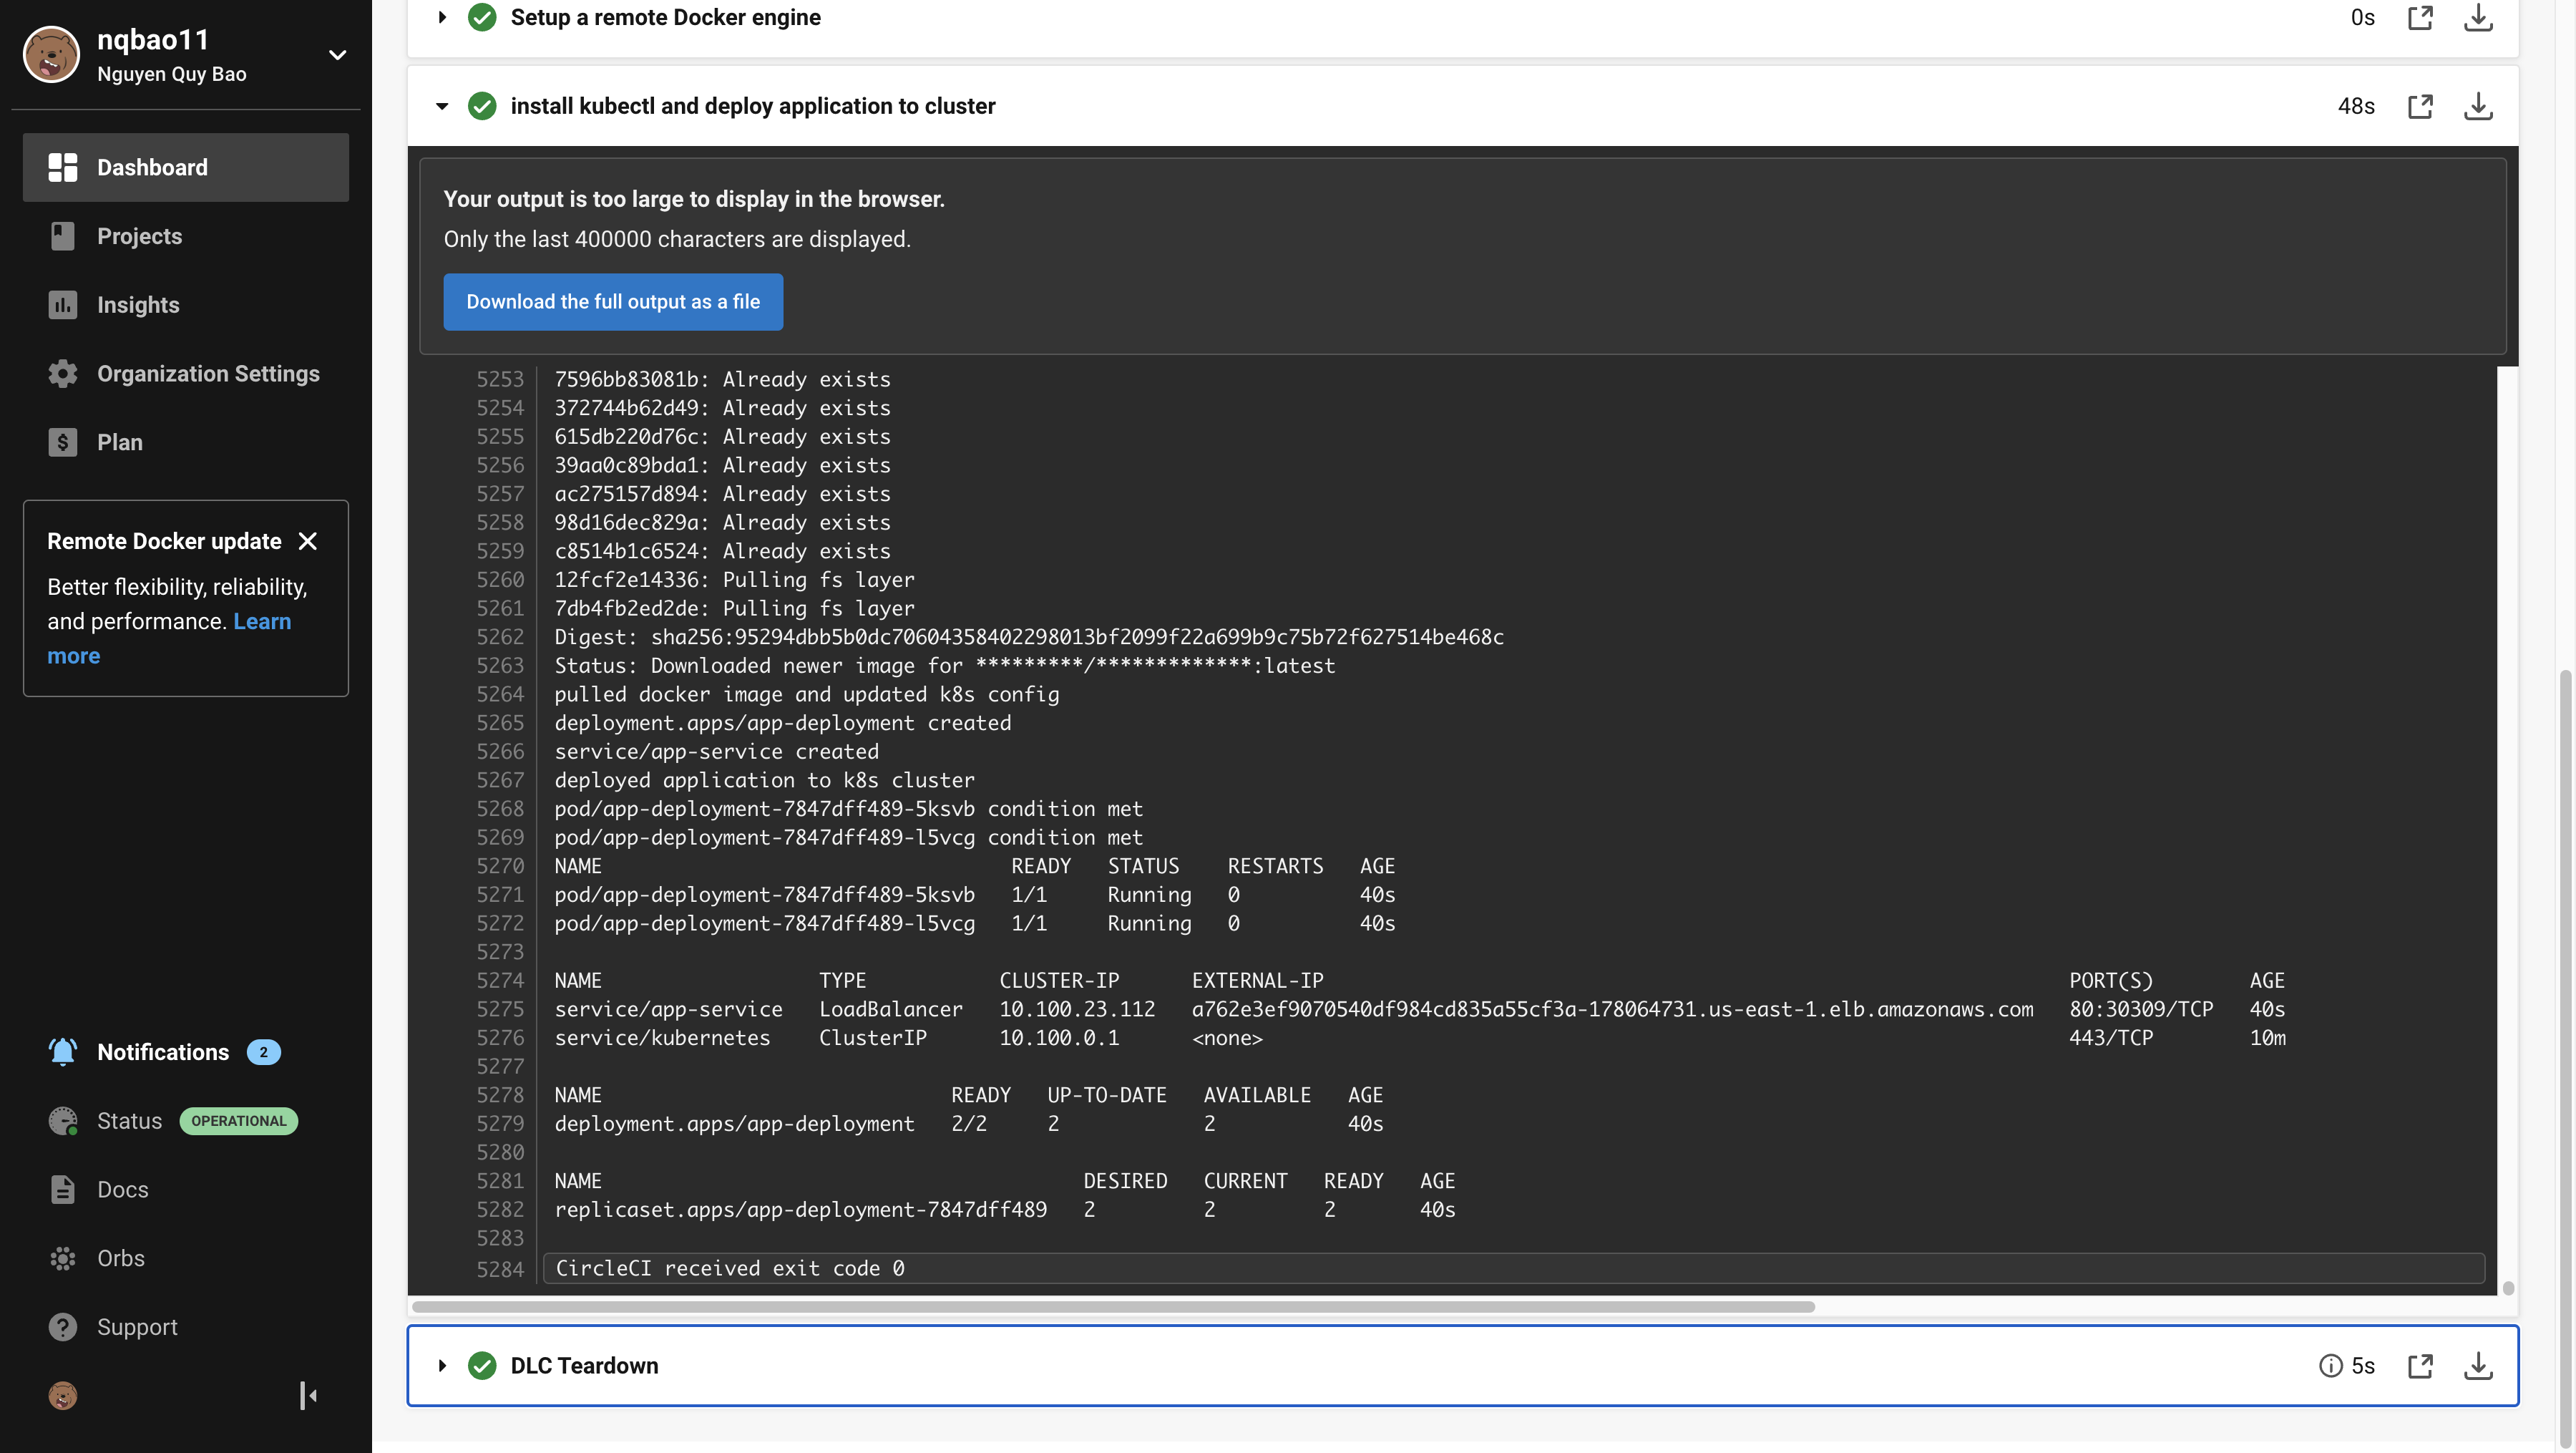 nqbao11
Nguyen Quy Bao
Dashboard
Projects
Insights
Organization Settings
Plan
Remote Docker update
Better flexibility, reliability,
and performance. Learn
more
Notifications 2
Status OPERATIONAL
Docs
Orbs
Support
Setup a remote Docker engine 0s
install kubectl and deploy application to cluster 48s
Your output is too large to display in the browser.
Only the last 400000 characters are displayed.
Download the full output as a file
5253 7596bb83081b: Already exists
5254 372744b62d49: Already exists
5255 615db220d76c: Already exists
5256 39aa0c89bda1: Already exists
5257 ac275157d894: Already exists
5258 98d16dec829a: Already exists
5259 c8514b1c6524: Already exists
5260 12fcf2e14336: Pulling fs layer
5261 7db4fb2ed2de: Pulling fs layer
5262 Digest: sha256:95294dbb5b0dc70604358402298013bf2099f22a699b9c75b72f627514be468c
5263 Status: Downloaded newer image for *********/*************:latest
5264 pulled docker image and updated k8s config
5265 deployment.apps/app-deployment created
5266 service/app-service created
5267 deployed application to k8s cluster
5268 pod/app-deployment-7847dff489-5ksvb condition met
5269 pod/app-deployment-7847dff489-l5vcg condition met
5270 NAME READY STATUS RESTARTS AGE
5271 pod/app-deployment-7847dff489-5ksvb 1/1 Running 0 40s
5272 pod/app-deployment-7847dff489-l5vcg 1/1 Running 0 40s
5273
5274 NAME TYPE CLUSTER-IP EXTERNAL-IP PORT(S) AGE
5275 service/app-service LoadBalancer 10.100.23.112 a762e3ef9070540df984cd835a55cf3a-178064731.us-east-1.elb.amazonaws.com 80:30309/TCP 40s
5276 service/kubernetes ClusterIP 10.100.0.1 <none> 443/TCP 10m
5277
5278 NAME READY UP-TO-DATE AVAILABLE AGE
5279 deployment.apps/app-deployment 2/2 2 2 40s
5280
5281 NAME DESIRED CURRENT READY AGE
5282 replicaset.apps/app-deployment-7847dff489 2 2 2 40s
5283
5284 CircleCI received exit code 0
DLC Teardown 5s